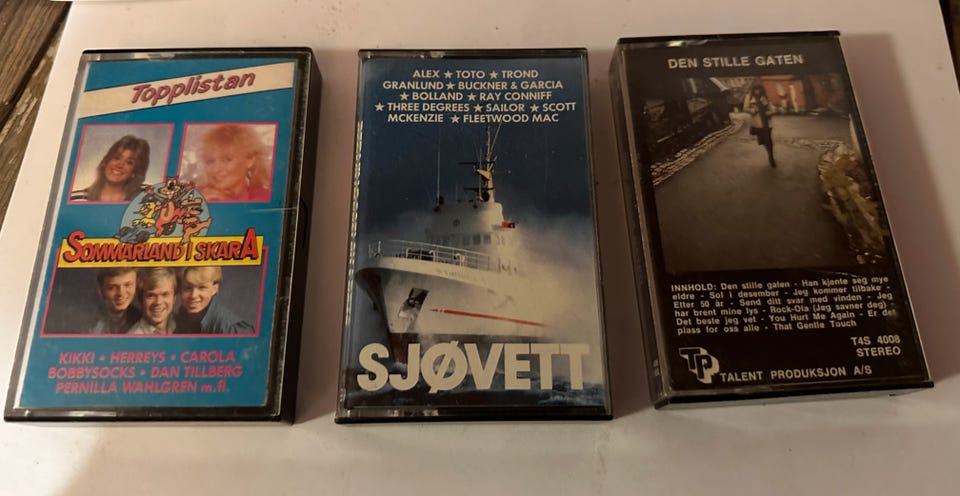 Topplistan
SOMMARLAND I SKARA
KIKKI • HERREYS • CAROLA
BOBBYSOCKS • DAN TILLBERG
PERNILLA WAHLGREN m.fl.
ALEX ★ TOTO ★ TROND
GRANLUND ★ BUCKNER & GARCIA
★ BOLLAND ★ RAY CONNIFF
★ THREE DEGREES ★ SAILOR ★ SCOTT
MCKENZIE ★ FLEETWOOD MAC
SJØVETT
DEN STILLE GATEN
INNHOLD: Den stille gaten - Han kjente seg mye
eldre - Sol i desember - Jeg kommer tilbake -
Etter 50 år - Send ditt svar med vinden - Jeg
har brent mine lys - Rock-Ola (Jeg savner deg) -
Det beste jeg vet - You Hurt Me Again - Er det
plass for oss alle - That Gentle Touch
T4S 4008
STEREO
TP
TALENT PRODUKSJON A/S